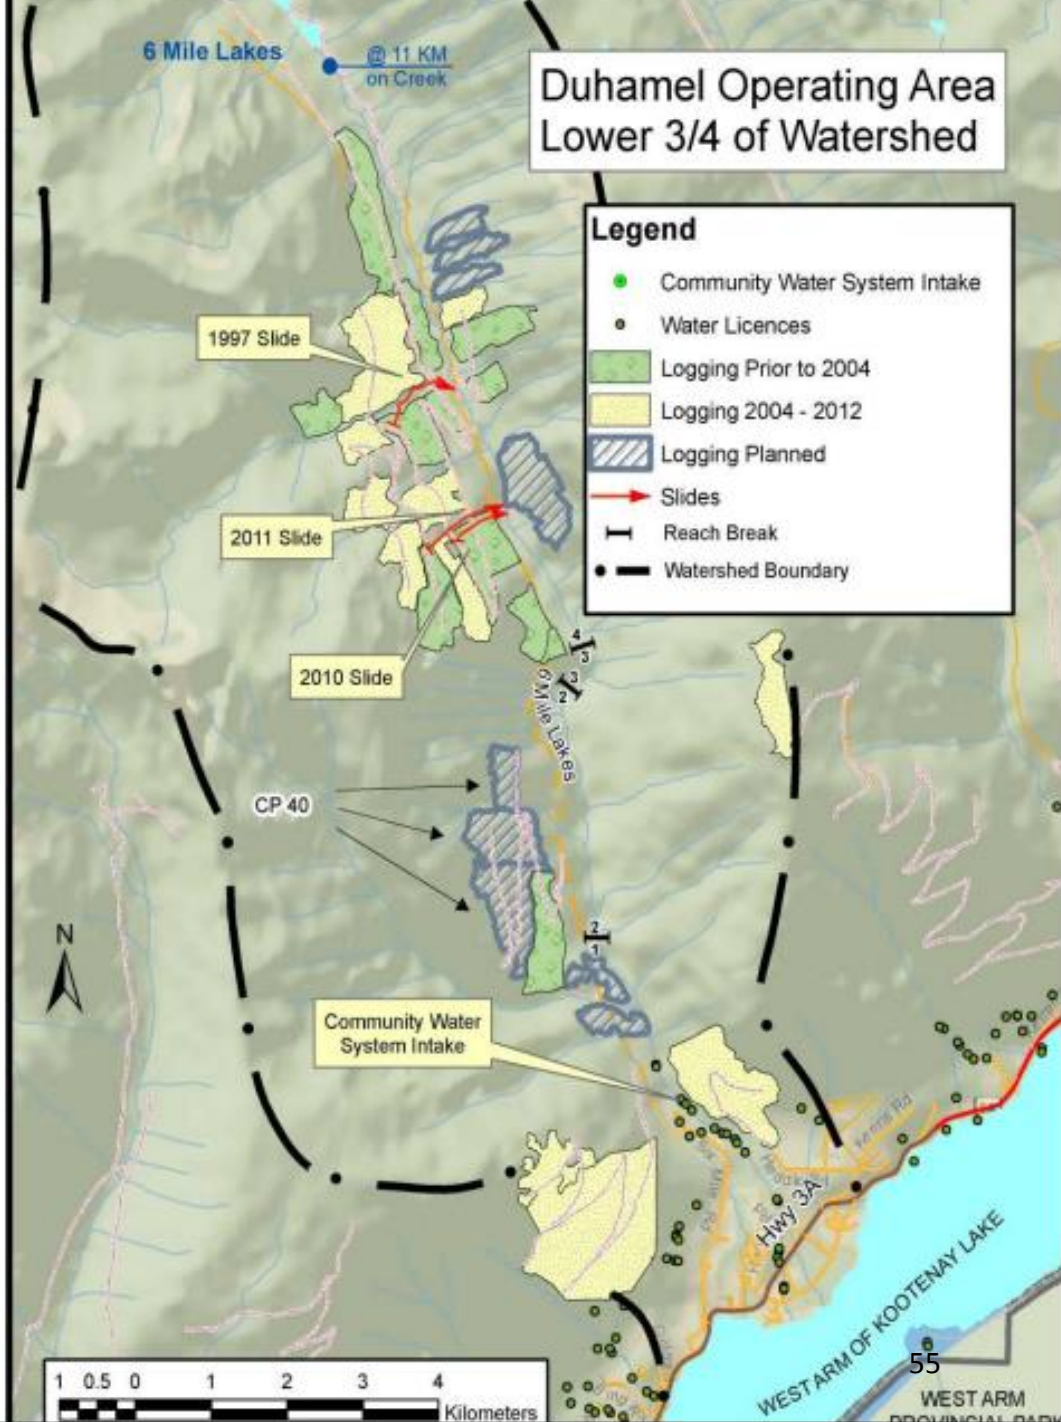 6 Mile Lakes
@ 11 KM
on Creek
Duhamel Operating Area
Lower 3/4 of Watershed
Legend
Community Water System Intake
Water Licences
Logging Prior to 2004
Logging 2004 - 2012
Logging Planned
Slides
Reach Break
Watershed Boundary
1997 Slide
2011 Slide
2010 Slide
4
3
3
2
6 Mile Lakes
CP 40
N
2
1
Community Water
System Intake
Hwy 3A
WEST ARM OF KOOTENAY LAKE
55
WEST ARM
1 0.5 0 1 2 3 4
Kilometers